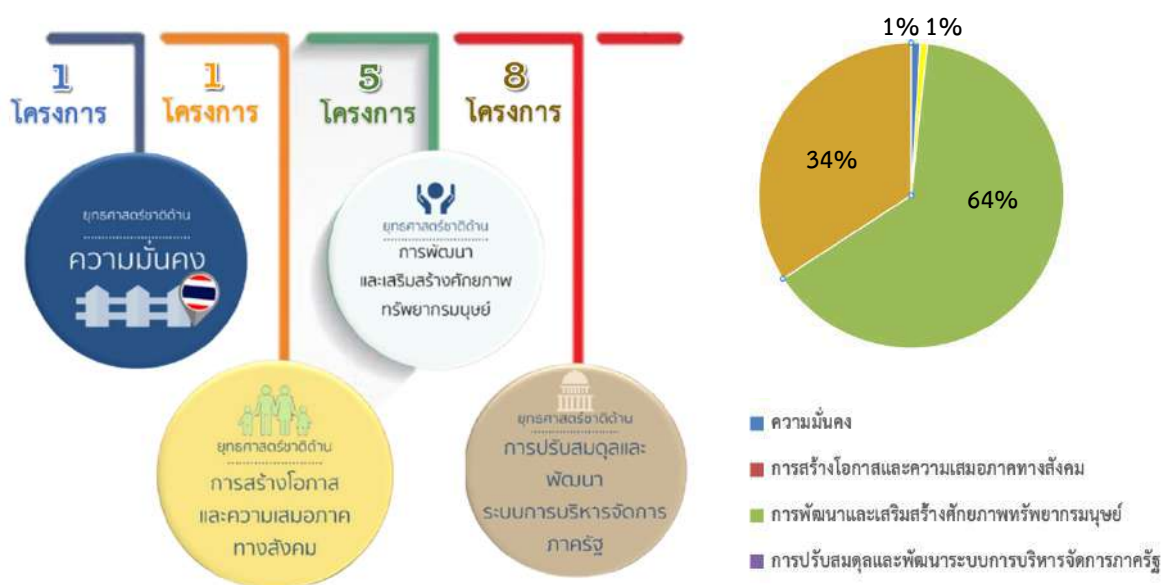 1
โครงการ
1
โครงการ
5
โครงการ
8
โครงการ
ยุทธศาสตร์ชาติด้าน
ความมั่นคง
ยุทธศาสตร์ชาติด้าน
การสร้างโอกาส
และความเสมอภาค
ทางสังคม
ยุทธศาสตร์ชาติด้าน
การพัฒนา
และเสริมสร้างศักยภาพ
ทรัพยากรมนุษย์
ยุทธศาสตร์ชาติด้าน
การปรับสมดุลและ
พัฒนา
ระบบการบริหารจัดการ
ภาครัฐ
1% 1%
34%
64%
ความมั่นคง
การสร้างโอกาสและความเสมอภาคทางสังคม
การพัฒนาและเสริมสร้างศักยภาพทรัพยากรมนุษย์
การปรับสมดุลและพัฒนาระบบการบริหารจัดการภาครัฐ